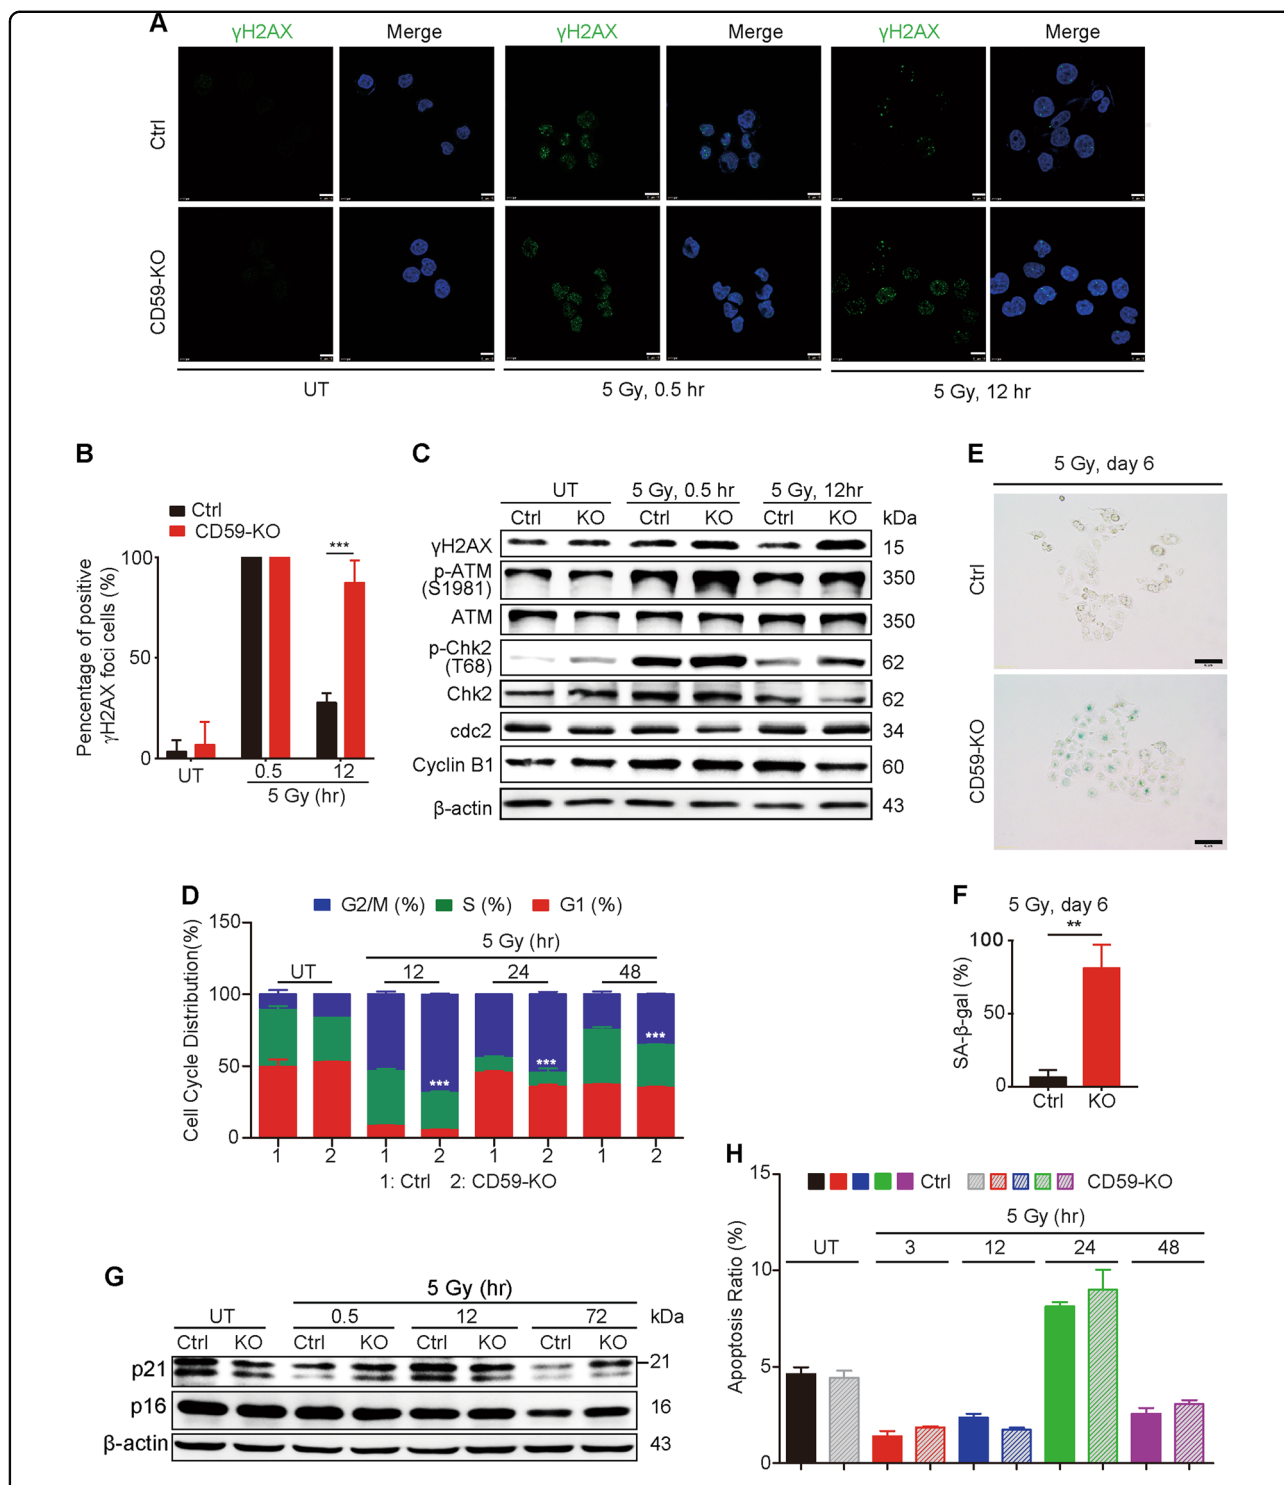 A
γH2AX Merge γH2AX Merge γH2AX Merge
Ctrl
CD59-KO
UT 5 Gy, 0.5 hr 5 Gy, 12 hr
B
Ctrl
CD59-KO
Pencentage of positive
γH2AX foci cells (%)
100
50
0
***
UT 0.5 12
5 Gy (hr)
C
UT 5 Gy, 0.5 hr 5 Gy, 12hr
Ctrl KO Ctrl KO Ctrl KO kDa
γH2AX 15
p-ATM
(S1981) 350
ATM 350
p-Chk2
(T68) 62
Chk2 62
cdc2 34
Cyclin B1 60
β-actin 43
E
5 Gy, day 6
Ctrl
CD59-KO
D
G2/M (%) S (%) G1 (%)
Cell Cycle Distribution(%)
150
100
50
0
5 Gy (hr)
UT 12 24 48
*** *** ***
1 2 1 2 1 2 1 2
1: Ctrl 2: CD59-KO
F
5 Gy, day 6
**
SA-β-gal (%)
100
50
0
Ctrl KO
G
5 Gy (hr)
UT 0.5 12 72 kDa
Ctrl KO Ctrl KO Ctrl KO Ctrl KO
p21 21
p16 16
β-actin 43
H
Ctrl CD59-KO
5 Gy (hr)
UT 3 12 24 48
Apoptosis Ratio (%)
15
10
5
0